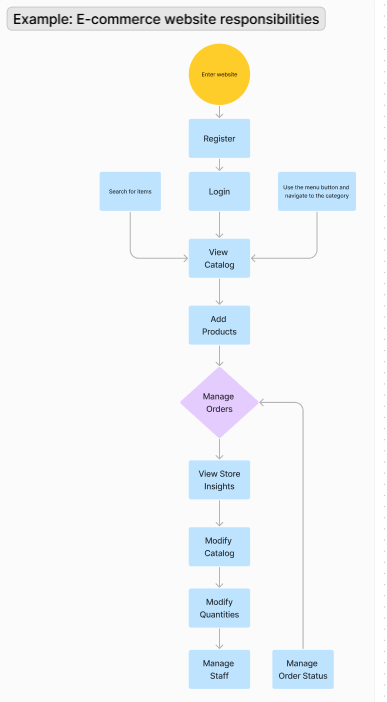 Example: E-commerce website responsibilities
Enter website
Register
Search for items
Login
Use the menu button and
navigate to the category
View
Catalog
Add
Products
Manage
Orders
View Store
Insights
Modify
Catalog
Modify
Quantities
Manage
Staff
Manage
Order Status